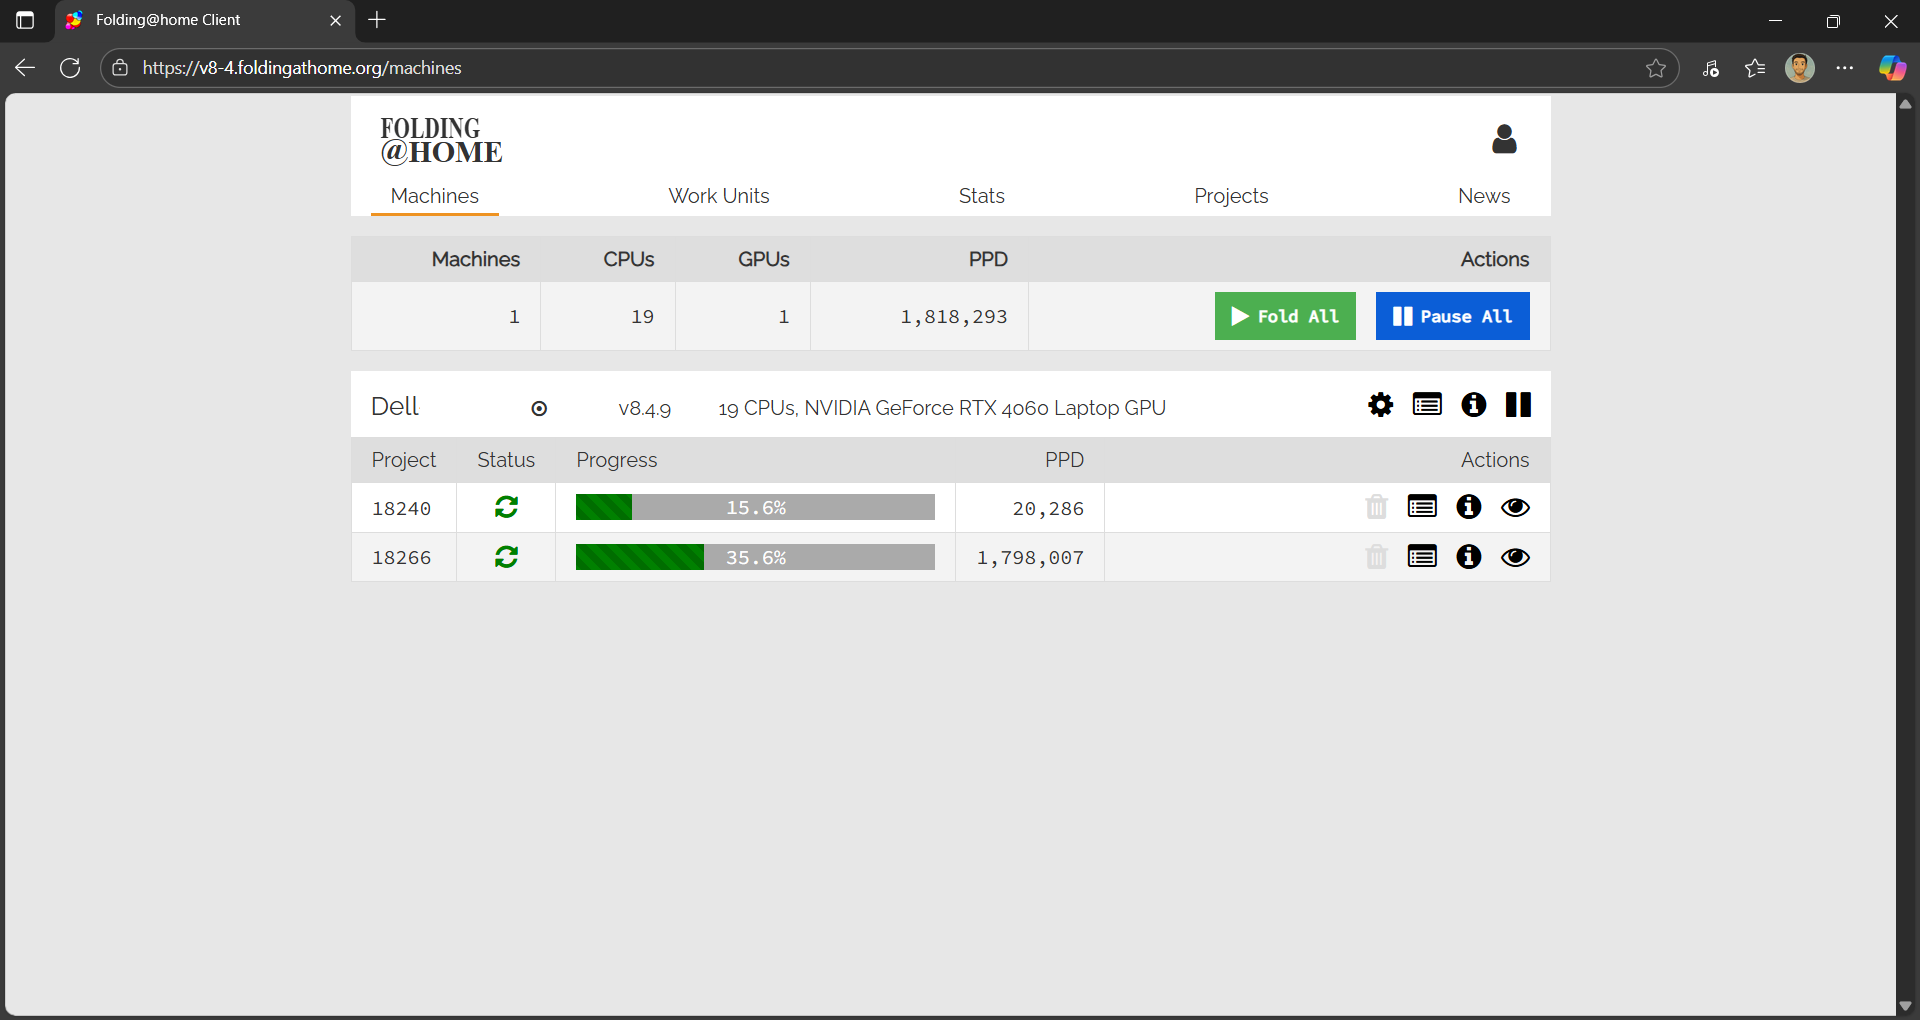 Folding@home Client
https://v8-4.foldingathome.org/machines
FOLDING
@HOME
Machines Work Units Stats Projects News
Machines CPUs GPUs PPD Actions
1 19 1 1,818,293 Fold All Pause All
Dell v8.4.9 19 CPUs, NVIDIA GeForce RTX 4060 Laptop GPU
Project Status Progress PPD Actions
18240 15.6% 20,286
18266 35.6% 1,798,007